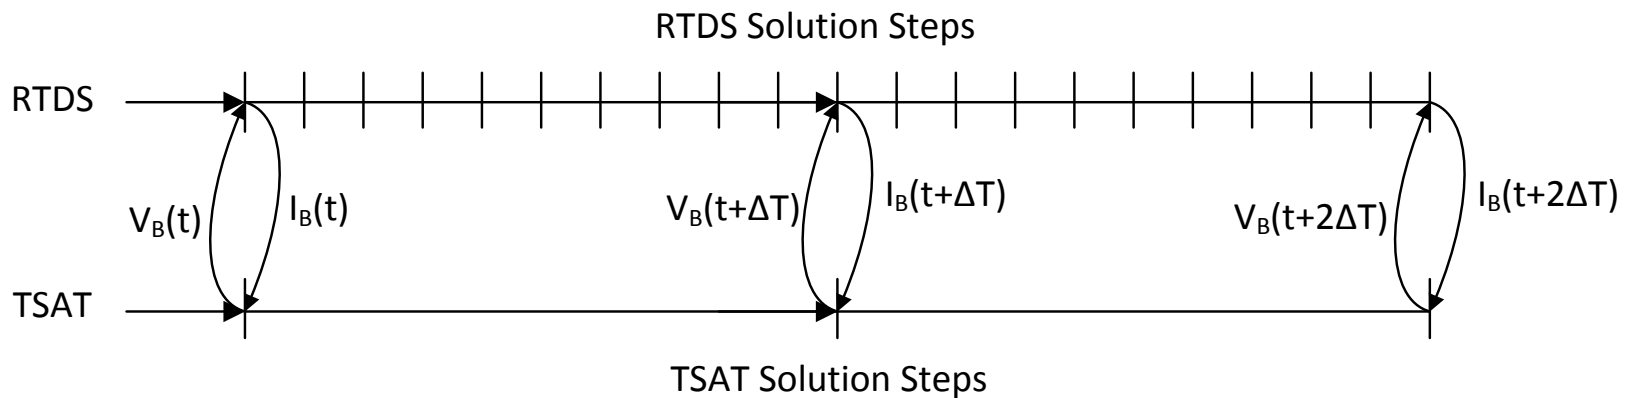 RTDS Solution Steps
RTDS
V_B(t)
I_B(t)
V_B(t+ΔT)
I_B(t+ΔT)
V_B(t+2ΔT)
I_B(t+2ΔT)
TSAT
TSAT Solution Steps